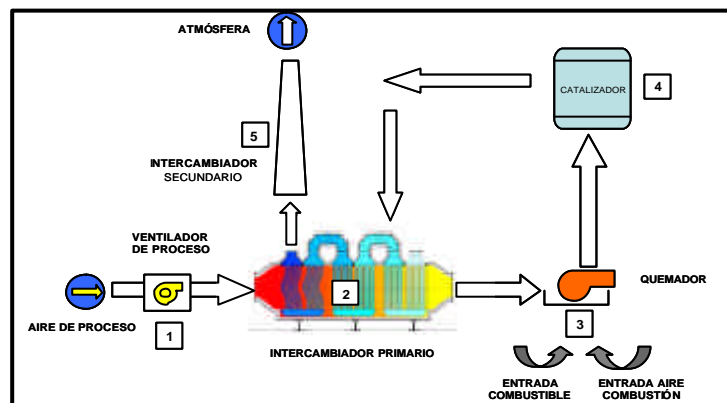 ATMÓSFERA
CATALIZADOR
4
5
INTERCAMBIADOR
SECUNDARIO
VENTILADOR
DE PROCESO
QUEMADOR
2
AIRE DE PROCESO
1
3
INTERCAMBIADOR PRIMARIO
ENTRADA
COMBUSTIBLE
ENTRADA AIRE
COMBUSTIÓN